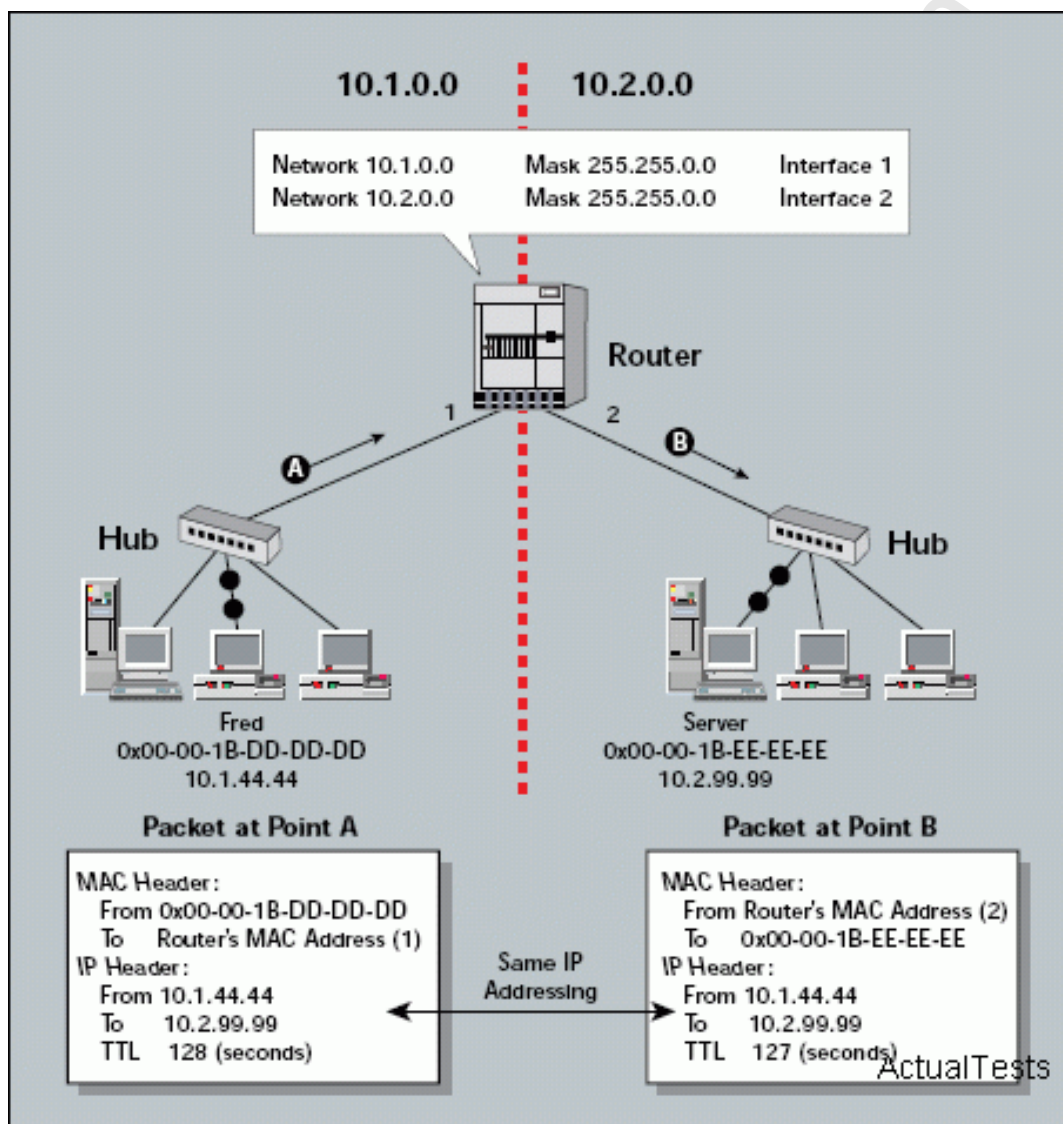 10.1.0.0 10.2.0.0
Network 10.1.0.0 Mask 255.255.0.0 Interface 1
Network 10.2.0.0 Mask 255.255.0.0 Interface 2
Router
1 2
A B
Hub Hub
Fred Server
0x00-00-1B-DD-DD-DD 0x00-00-1B-EE-EE-EE
10.1.44.44 10.2.99.99
Packet at Point A
MAC Header:
From 0x00-00-1B-DD-DD-DD
To Router's MAC Address (1)
IP Header:
From 10.1.44.44
To 10.2.99.99
TTL 128 (seconds)
Same IP
Addressing
Packet at Point B
MAC Header:
From Router's MAC Address (2)
To 0x00-00-1B-EE-EE-EE
IP Header:
From 10.1.44.44
To 10.2.99.99
TTL 127 (seconds)
ActualTests